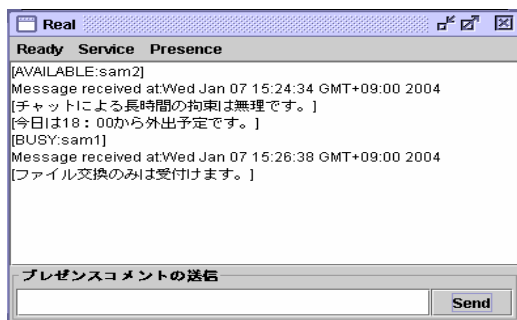 Real
Ready Service Presence
[AVAILABLE:sam2]
Message received at:Wed Jan 07 15:24:34 GMT+09:00 2004
[チャットによる長時間の拘束は無理です。]
[今日は18：00から外出予定です。]
[BUSY:sam1]
Message received at:Wed Jan 07 15:26:38 GMT+09:00 2004
[ファイル交換のみは受付けます。]
プレゼンスコメントの送信
Send